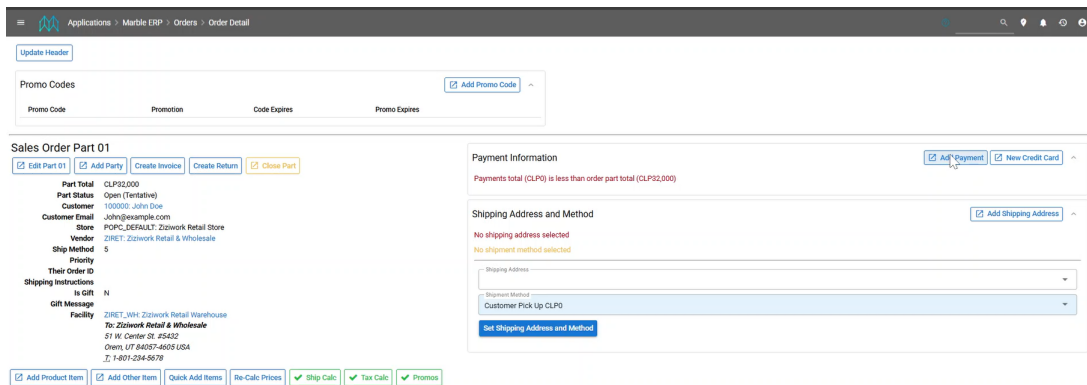 Applications > Marble ERP > Orders > Order Detail
Update Header
Promo Codes
Add Promo Code
Promo Code Promotion Code Expires Promo Expires
Sales Order Part 01
Edit Part 01 Add Party Create Invoice Create Return Close Part
Part Total CLP32,000
Part Status Open (Tentative)
Customer 100000: John Doe
Customer Email John@example.com
Store POPC_DEFAULT: Ziziwork Retail Store
Vendor ZIRET: Ziziwork Retail & Wholesale
Ship Method 5
Priority
Their Order ID
Shipping Instructions
Is Gift N
Gift Message
Facility ZIRET_WH: Ziziwork Retail Warehouse
To: Ziziwork Retail & Wholesale
51 W. Center St. #5432
Orem, UT 84057-4605 USA
T: 1-801-234-5678
Payment Information
Add Payment New Credit Card
Payments total (CLP0) is less than order part total (CLP32,000)
Shipping Address and Method
Add Shipping Address
No shipping address selected
No shipment method selected
Shipping Address
Shipment Method
Customer Pick Up CLP0
Set Shipping Address and Method
Add Product Item Add Other Item Quick Add Items Re-Calc Prices Ship Calc Tax Calc Promos